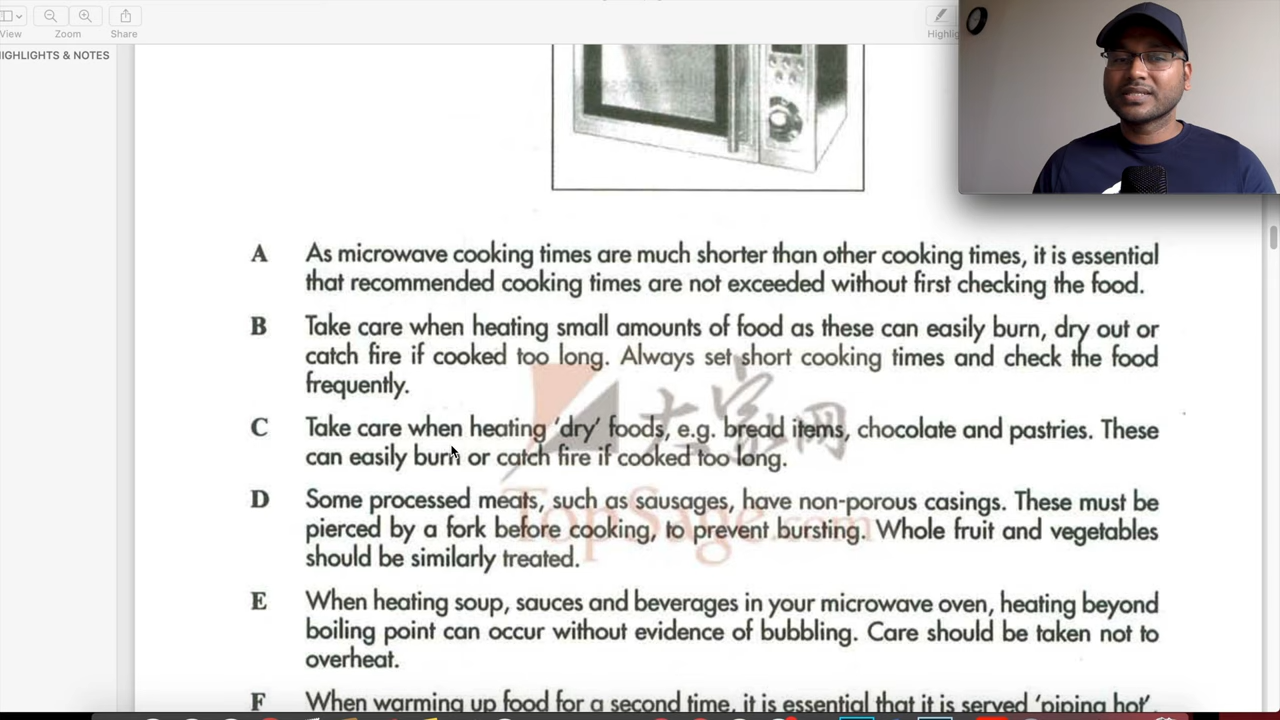 View
Zoom
Share
Highlig
HIGHLIGHTS & NOTES
A As microwave cooking times are much shorter than other cooking times, it is essential
that recommended cooking times are not exceeded without first checking the food.
B Take care when heating small amounts of food as these can easily burn, dry out or
catch fire if cooked too long. Always set short cooking times and check the food
frequently.
C Take care when heating ‘dry’ foods, e.g. bread items, chocolate and pastries. These
can easily burn or catch fire if cooked too long.
大家网
D Some processed meats, such as sausages, have non-porous casings. These must be
pierced by a fork before cooking, to prevent bursting. Whole fruit and vegetables
should be similarly treated.
TopSage.com
E When heating soup, sauces and beverages in your microwave oven, heating beyond
boiling point can occur without evidence of bubbling. Care should be taken not to
overheat.
F When warming up food for a second time, it is essential that it is served ‘piping hot’,